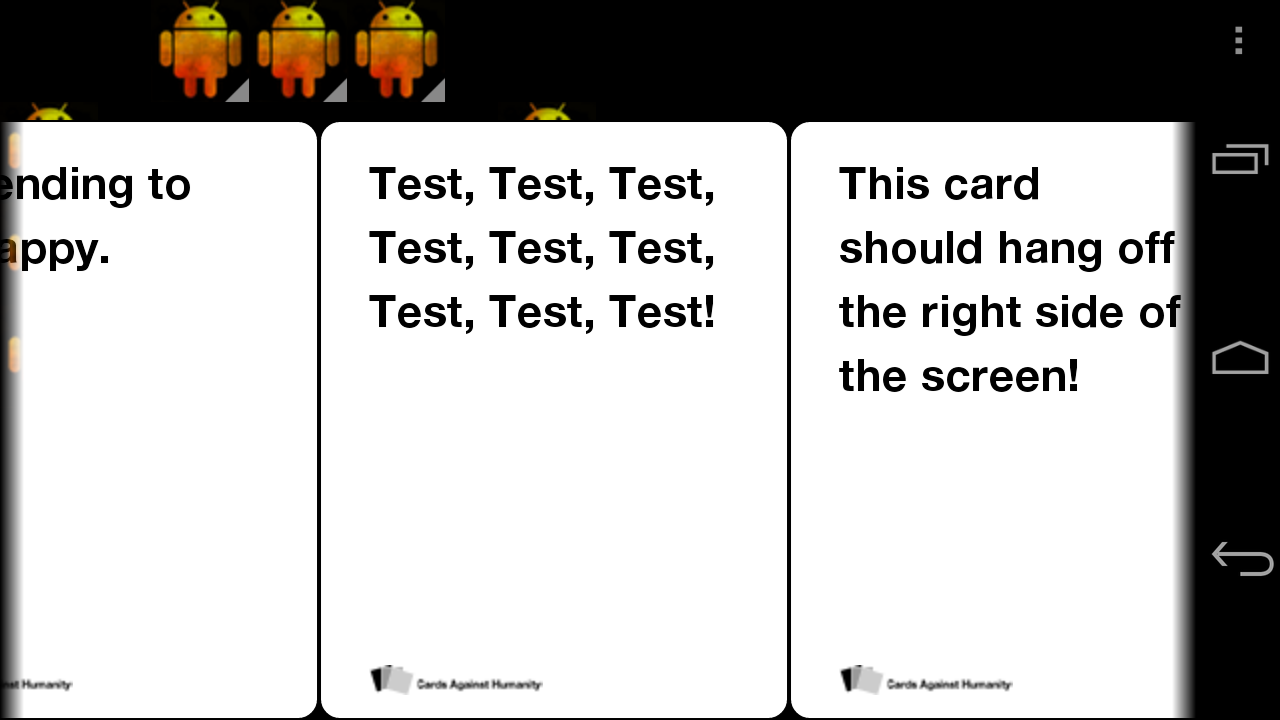 ending to
appy.
Test, Test, Test,
Test, Test, Test,
Test, Test, Test!
This card
should hang off
the right side of
the screen!
nst Humanity
Cards Against Humanity
Cards Against Humanity